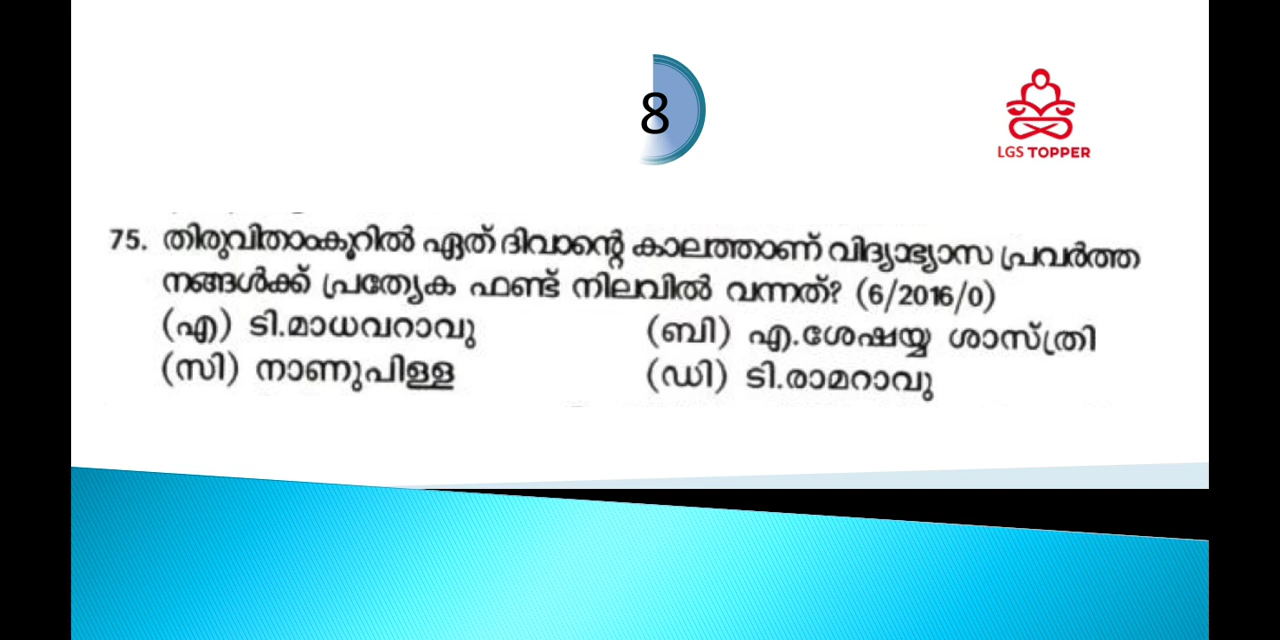 8
LGS TOPPER
75. തിരുവിതാംകൂറിൽ ഏത് ദിവാന്റെ കാലത്താണ് വിദ്യാഭ്യാസ പ്രവർത്ത
നങ്ങൾക്ക് പ്രത്യേക ഫണ്ട് നിലവിൽ വന്നത്? (6/2016/0)
(എ) ടി.മാധവറാവു (ബി) എ.ശേഷയ്യ ശാസ്ത്രി
(സി) നാണുപിള്ള (ഡി) ടി.രാമറാവു